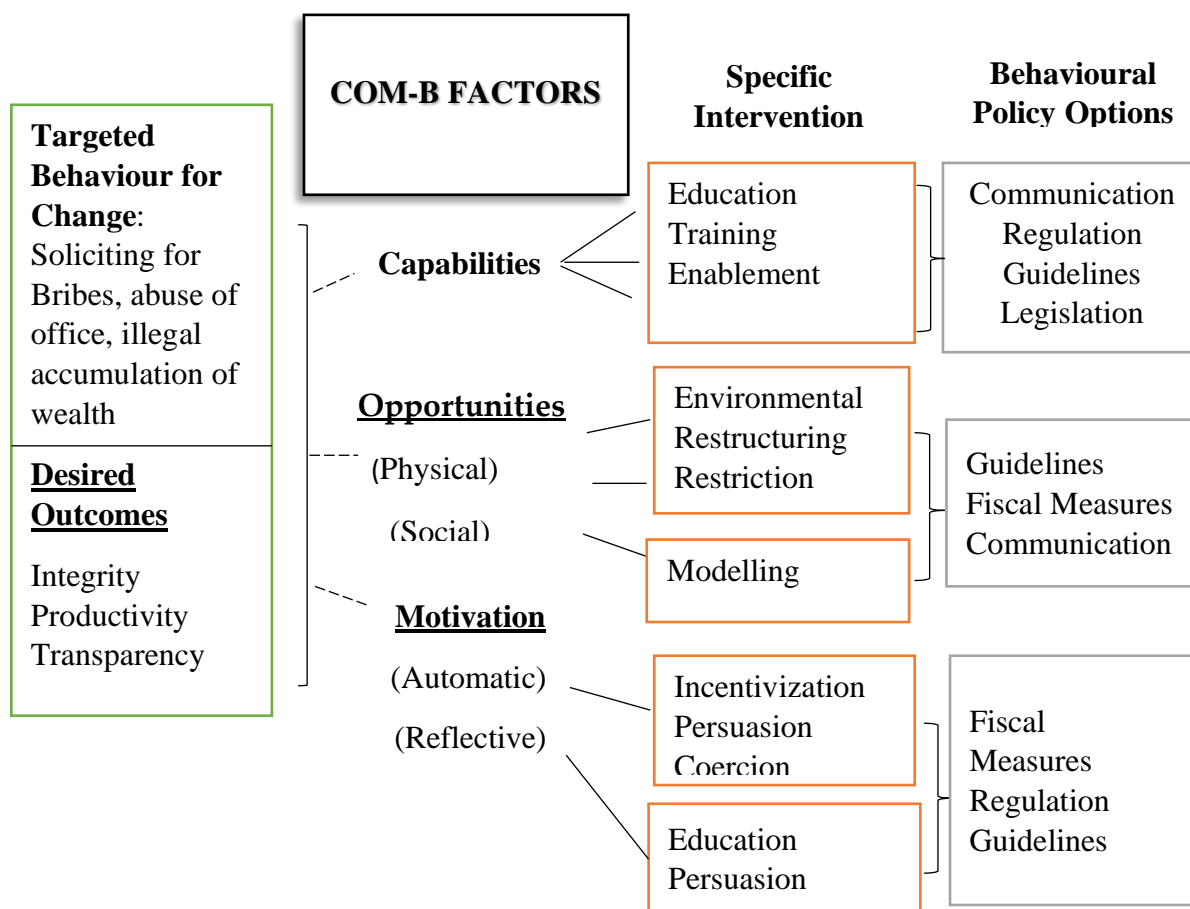 COM-B FACTORS
Specific
Intervention
Behavioural
Policy Options
Targeted
Behaviour for
Change:
Soliciting for
Bribes, abuse of
office, illegal
accumulation of
wealth
Desired
Outcomes
Integrity
Productivity
Transparency
Capabilities
Education
Training
Enablement
Communication
Regulation
Guidelines
Legislation
Opportunities
(Physical)
(Social)
Environmental
Restructuring
Restriction
Modelling
Guidelines
Fiscal Measures
Communication
Motivation
(Automatic)
(Reflective)
Incentivization
Persuasion
Coercion
Education
Persuasion
Fiscal
Measures
Regulation
Guidelines